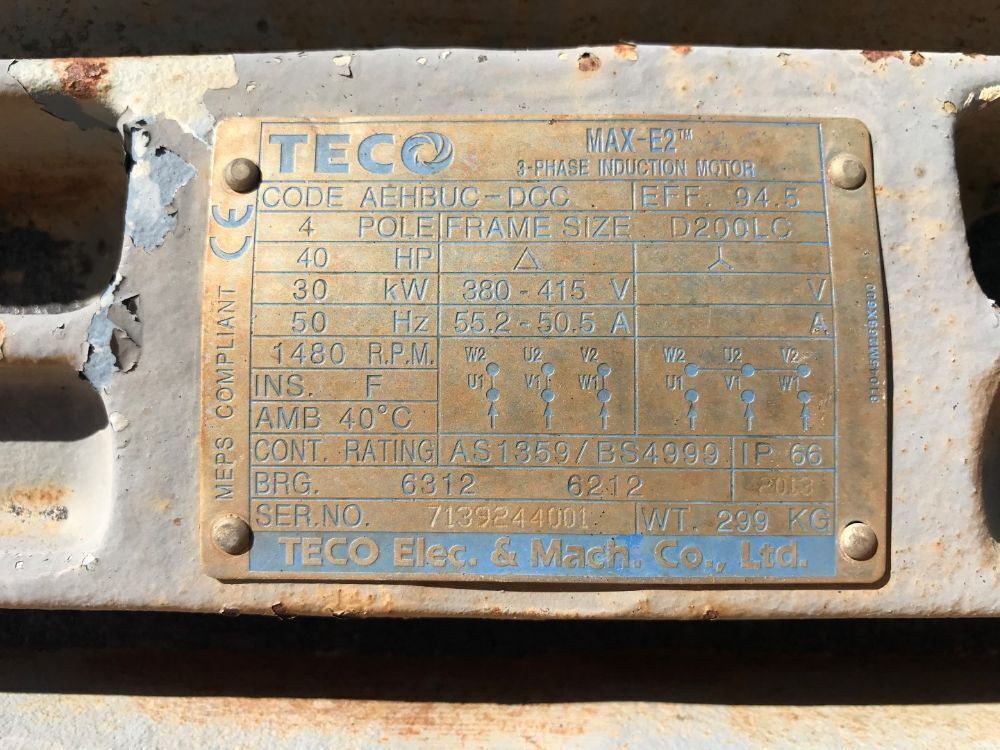 TECO MAX-E2™
3-PHASE INDUCTION MOTOR
CODE AEHBUC-DCC EFF. 94.5
4 POLE FRAME SIZE D200LC
40 HP △ Y
30 kW 380-415 V V
50 Hz 55.2-50.5 A A
1480 R.P.M. W2 U2 V2 W2 U2 V2
INS. F U1 V1 W1 U1 V1 W1
AMB 40°C
CONT. RATING AS1359/BS4999 IP 66
BRG. 6312 6212 2013
SER.NO. 7139244001 WT. 299 KG
TECO Elec. & Mach. Co., Ltd.
MEPS COMPLIANT CE